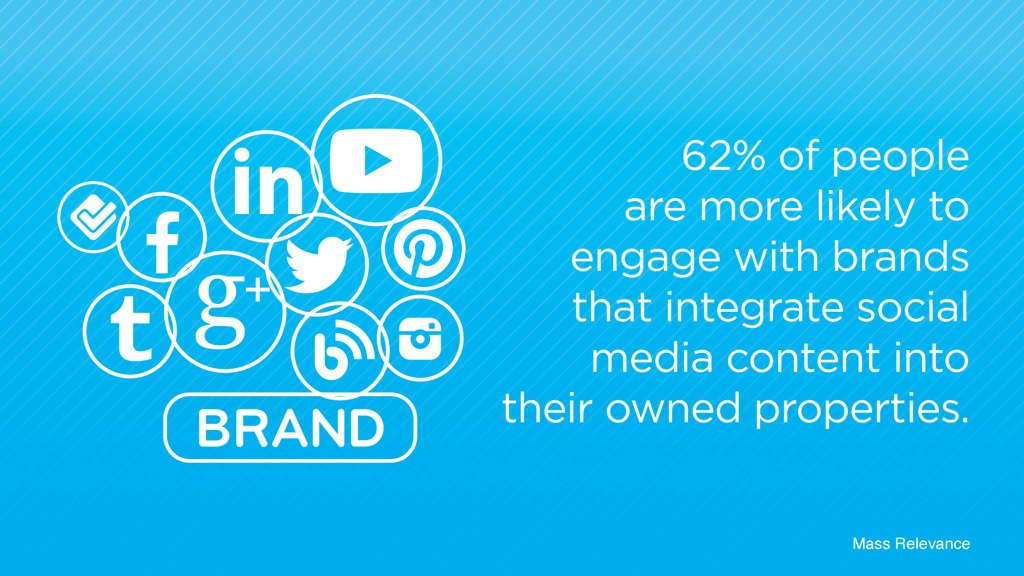 in
f
g+
t
b
BRAND
62% of people
are more likely to
engage with brands
that integrate social
media content into
their owned properties.
Mass Relevance